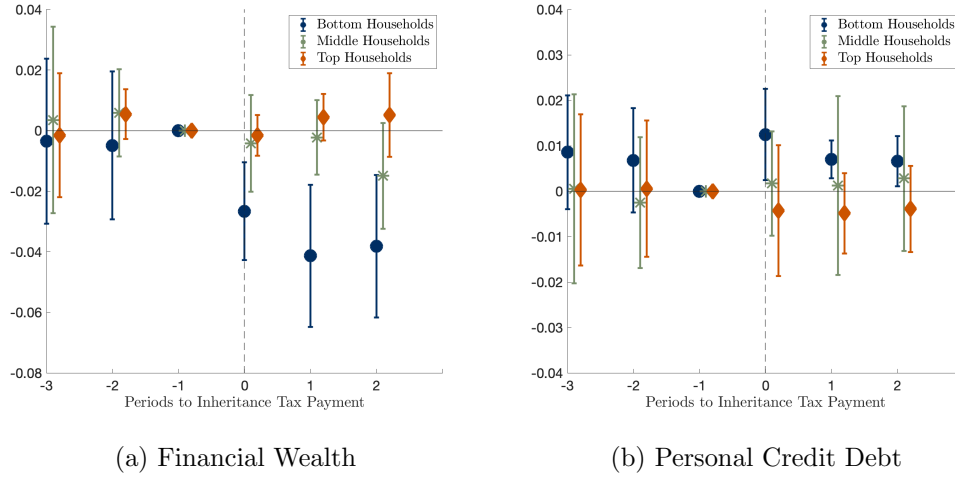 0.04
0.02
0
-0.02
-0.04
-0.06
-0.08
-3
-2
-1
0
1
2
Bottom Households
Middle Households
Top Households
Periods to Inheritance Tax Payment
(a) Financial Wealth
0.04
0.03
0.02
0.01
0
-0.01
-0.02
-0.03
-0.04
-3
-2
-1
0
1
2
Bottom Households
Middle Households
Top Households
Periods to Inheritance Tax Payment
(b) Personal Credit Debt